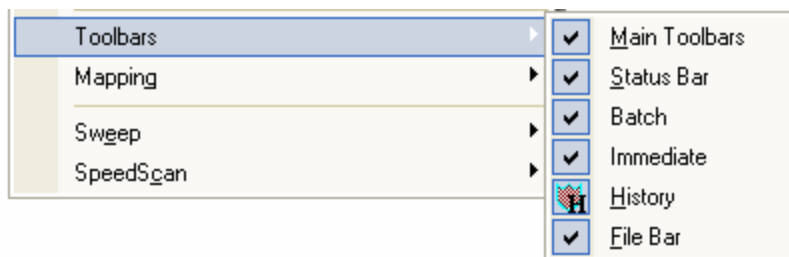 Toolbars
Mapping
Sweep
SpeedScan
Main Toolbars
Status Bar
Batch
Immediate
H History
File Bar